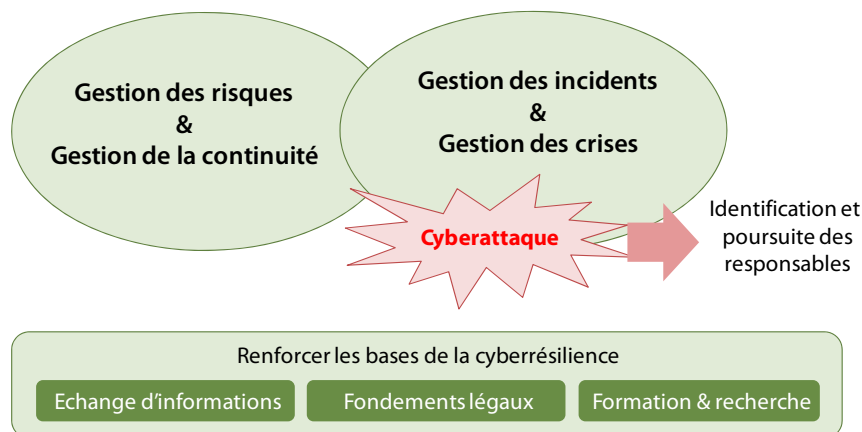 Gestion des risques
&
Gestion de la continuité
Gestion des incidents
&
Gestion des crises
Cyberattaque
Identification et
poursuite des
responsables
Renforcer les bases de la cyberrésilience
Echange d'informations
Fondements légaux
Formation & recherche